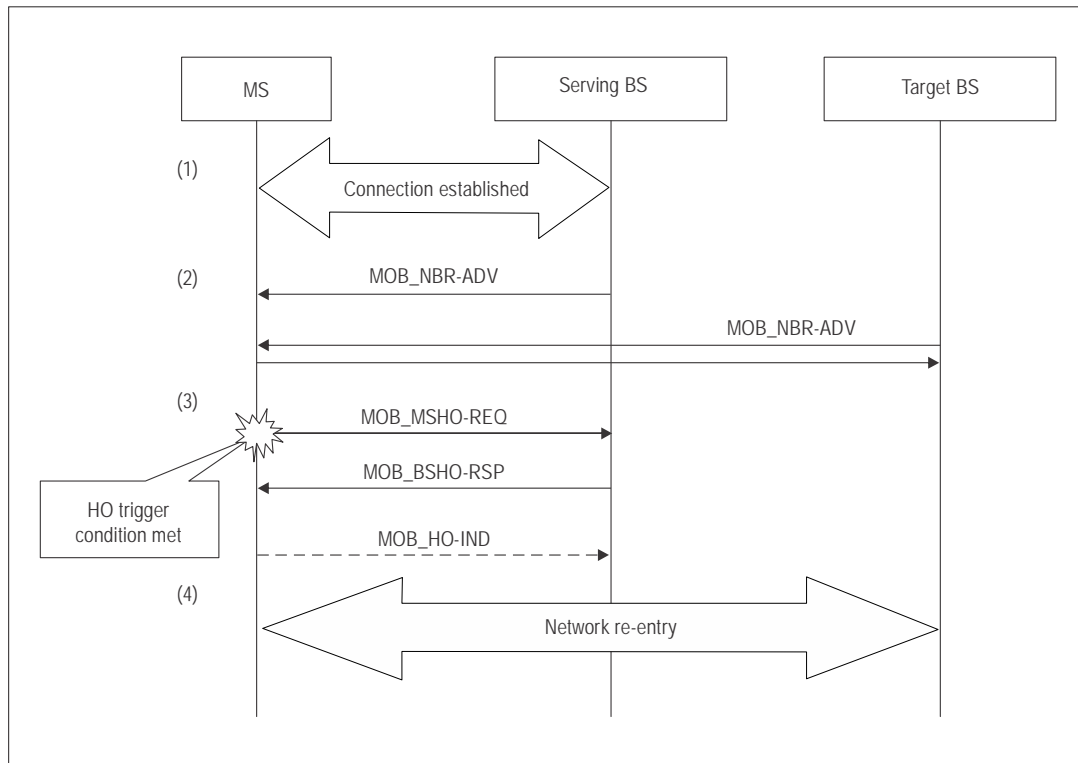 MS
Serving BS
Target BS
(1)
Connection established
(2)
MOB_NBR-ADV
MOB_NBR-ADV
(3)
MOB_MSHO-REQ
MOB_BSHO-RSP
HO trigger
condition met
MOB_HO-IND
(4)
Network re-entry